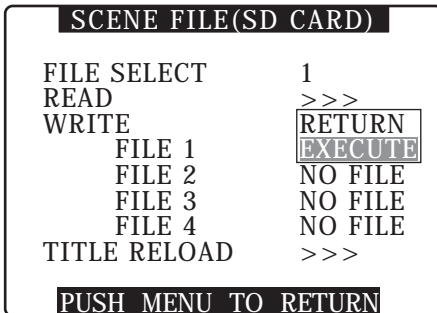 SCENE FILE(SD CARD)
FILE SELECT 1
READ >>>
WRITE RETURN
FILE 1 EXECUTE
FILE 2 NO FILE
FILE 3 NO FILE
FILE 4 NO FILE
TITLE RELOAD >>>
PUSH MENU TO RETURN